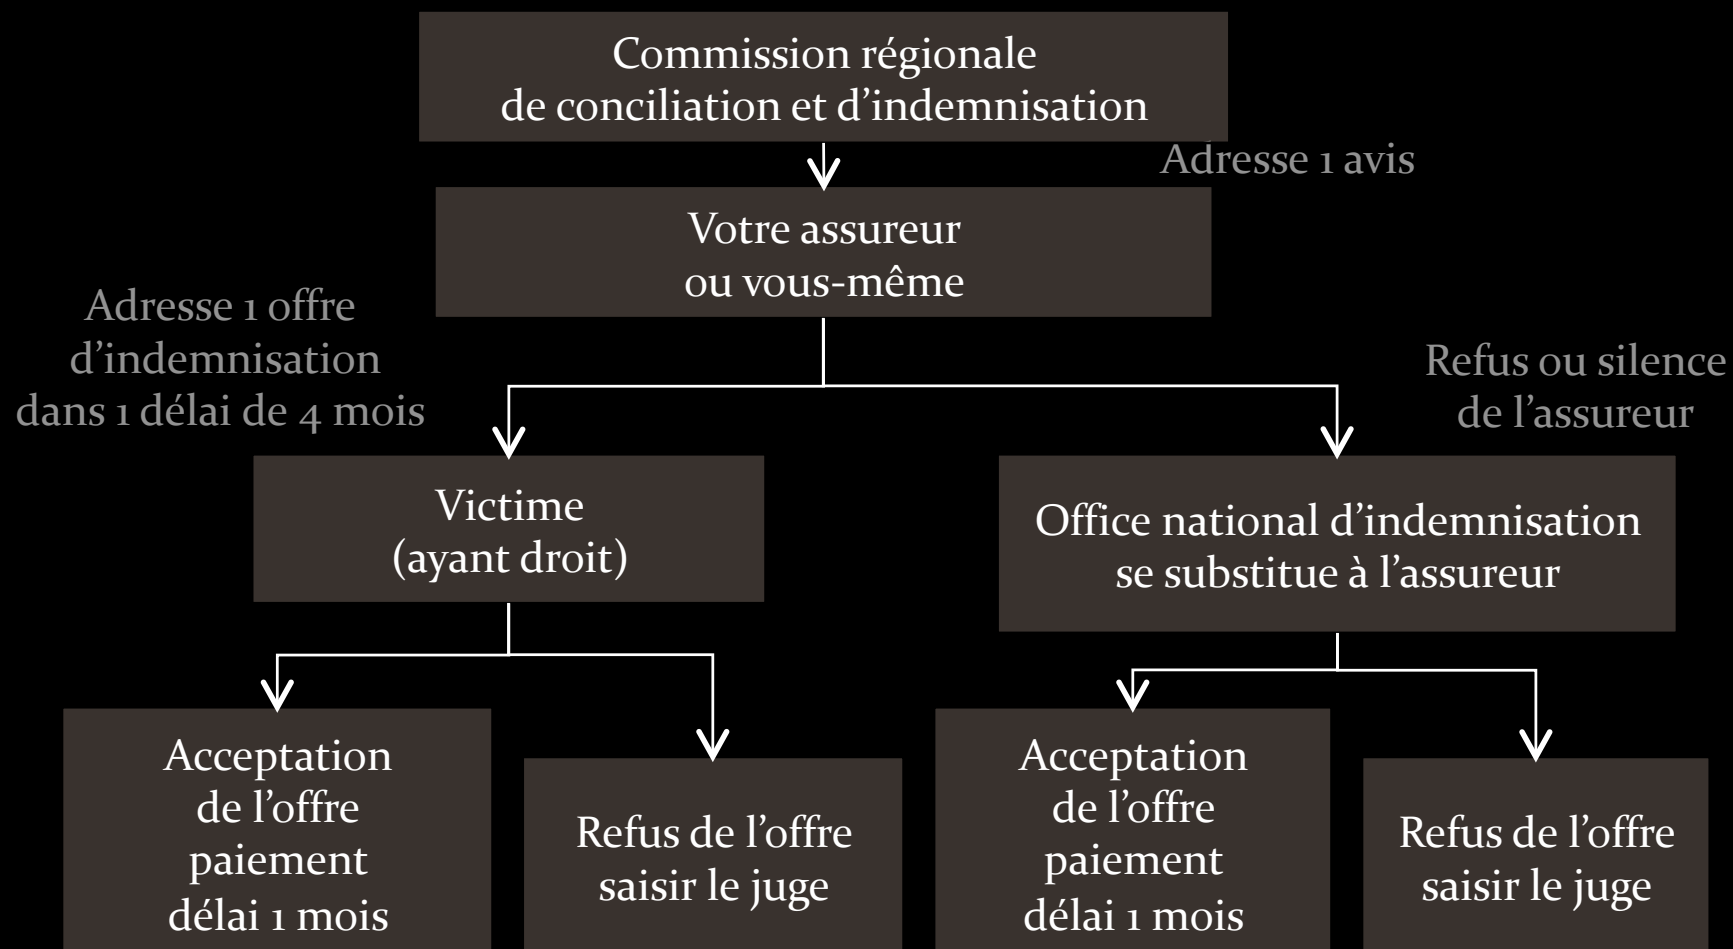 Commission régionale
de conciliation et d’indemnisation
Adresse 1 avis
Votre assureur
ou vous-même
Adresse 1 offre
d’indemnisation
dans 1 délai de 4 mois
Refus ou silence
de l’assureur
Victime
(ayant droit)
Office national d’indemnisation
se substitue à l’assureur
Acceptation
de l’offre
paiement
délai 1 mois
Refus de l’offre
saisir le juge
Acceptation
de l’offre
paiement
délai 1 mois
Refus de l’offre
saisir le juge